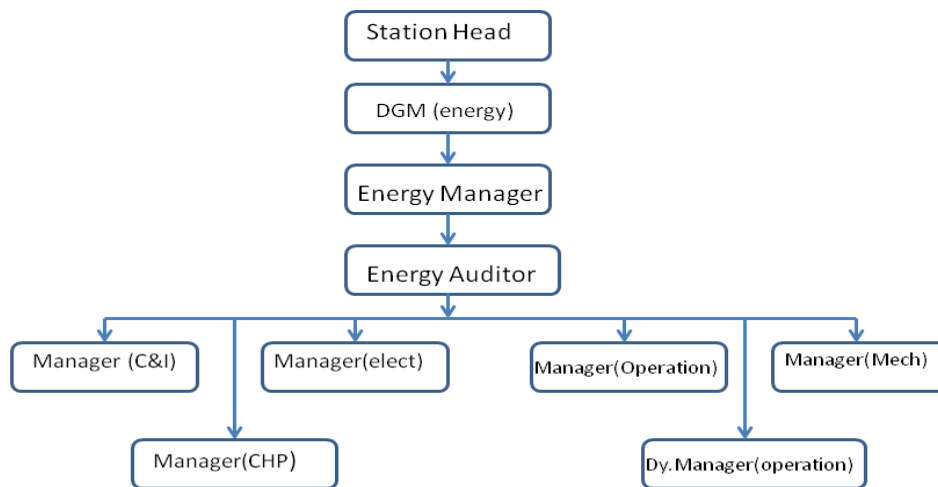 Station Head
DGM (energy)
Energy Manager
Energy Auditor
Manager (C&I)
Manager(elect)
Manager(Operation)
Manager(Mech)
Manager(CHP)
Dy.Manager(operation)